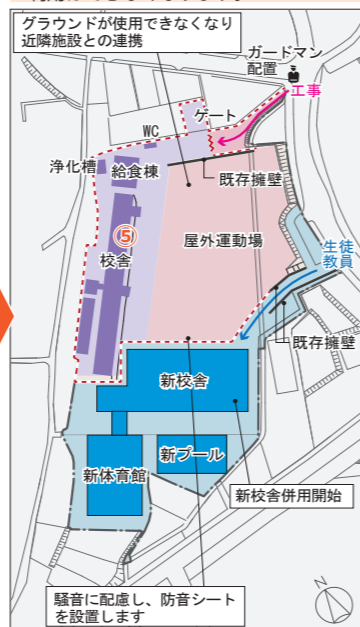 グラウンドが使用できなくなり
近隣施設との連携
ガードマン
配置
工事
ゲート
WC
浄化槽
給食棟
既存擁壁
⑤
校舎
屋外運動場
生徒
教員
既存擁壁
新校舎
新プール
新体育館
新校舎併用開始
騒音に配慮し、防音シート
を設置します
N